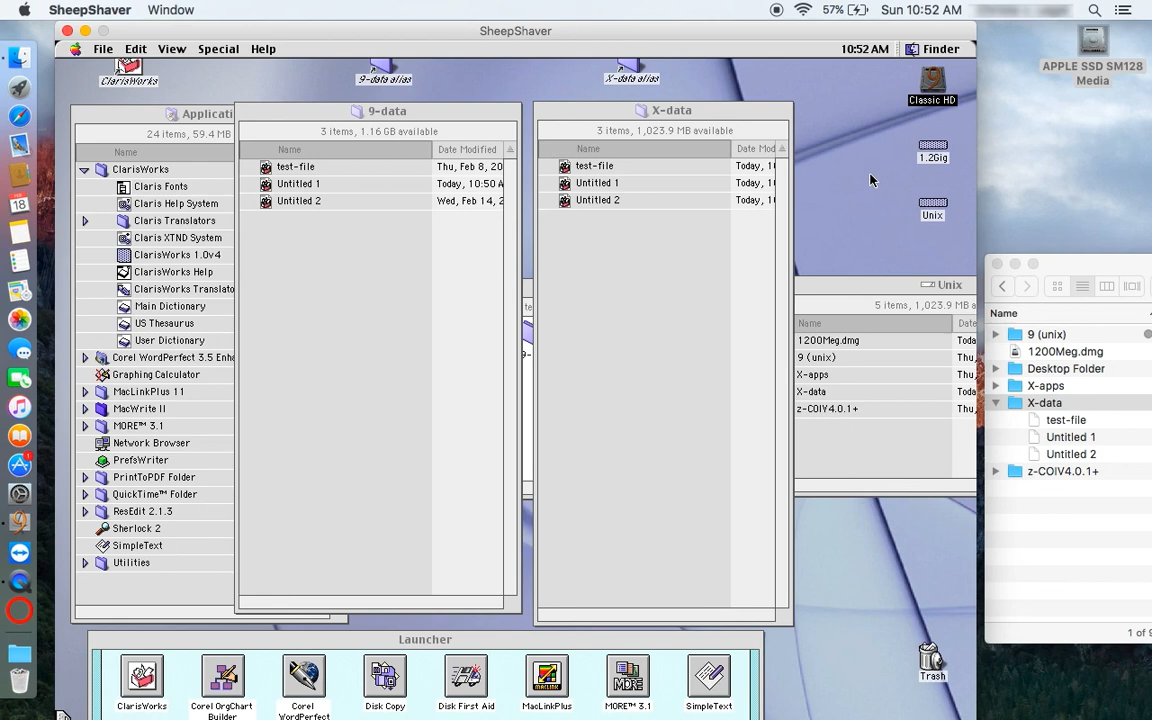 SheepShaver Window
57% Sun 10:52 AM
SheepShaver
File Edit View Special Help
10:52 AM Finder
ClarisWorks
9-data alias
X-data alias
Classic HD
1.2Gig
Unix
APPLE SSD SM128
Media
Applicati
24 items, 59.4 MB
Name
ClarisWorks
Claris Fonts
Claris Help System
Claris Translators
Claris XTND System
ClarisWorks 1.0v4
ClarisWorks Help
ClarisWorks Translato
Main Dictionary
US Thesaurus
User Dictionary
Corel WordPerfect 3.5 Enh
Graphing Calculator
MacLinkPlus 11
MacWrite II
MORE™ 3.1
Network Browser
PrefsWriter
PrintToPDF Folder
QuickTime™ Folder
ResEdit 2.1.3
Sherlock 2
SimpleText
Utilities
9-data
3 items, 1.16 GB available
Name Date Modified
test-file Thu, Feb 8, 20
Untitled 1 Today, 10:50 A
Untitled 2 Wed, Feb 14, 2
X-data
3 items, 1,023.9 MB available
Name Date Mod
test-file Today, 1
Untitled 1 Today, 1
Untitled 2 Today, 1
9-
Unix
5 items, 1,023.9 MB a
Name Date
1200Meg.dmg Toda
9 (unix) Thu,
X-apps Thu,
X-data Toda
z-COIV4.0.1+ Thu,
Name
9 (unix)
1200Meg.dmg
Desktop Folder
X-apps
X-data
test-file
Untitled 1
Untitled 2
z-COIV4.0.1+
1 of 9
18
Launcher
ClarisWorks
Corel OrgChart
Builder
Corel
WordPerfect
Disk Copy
Disk First Aid
MacLinkPlus
MORE™ 3.1
SimpleText
Trash